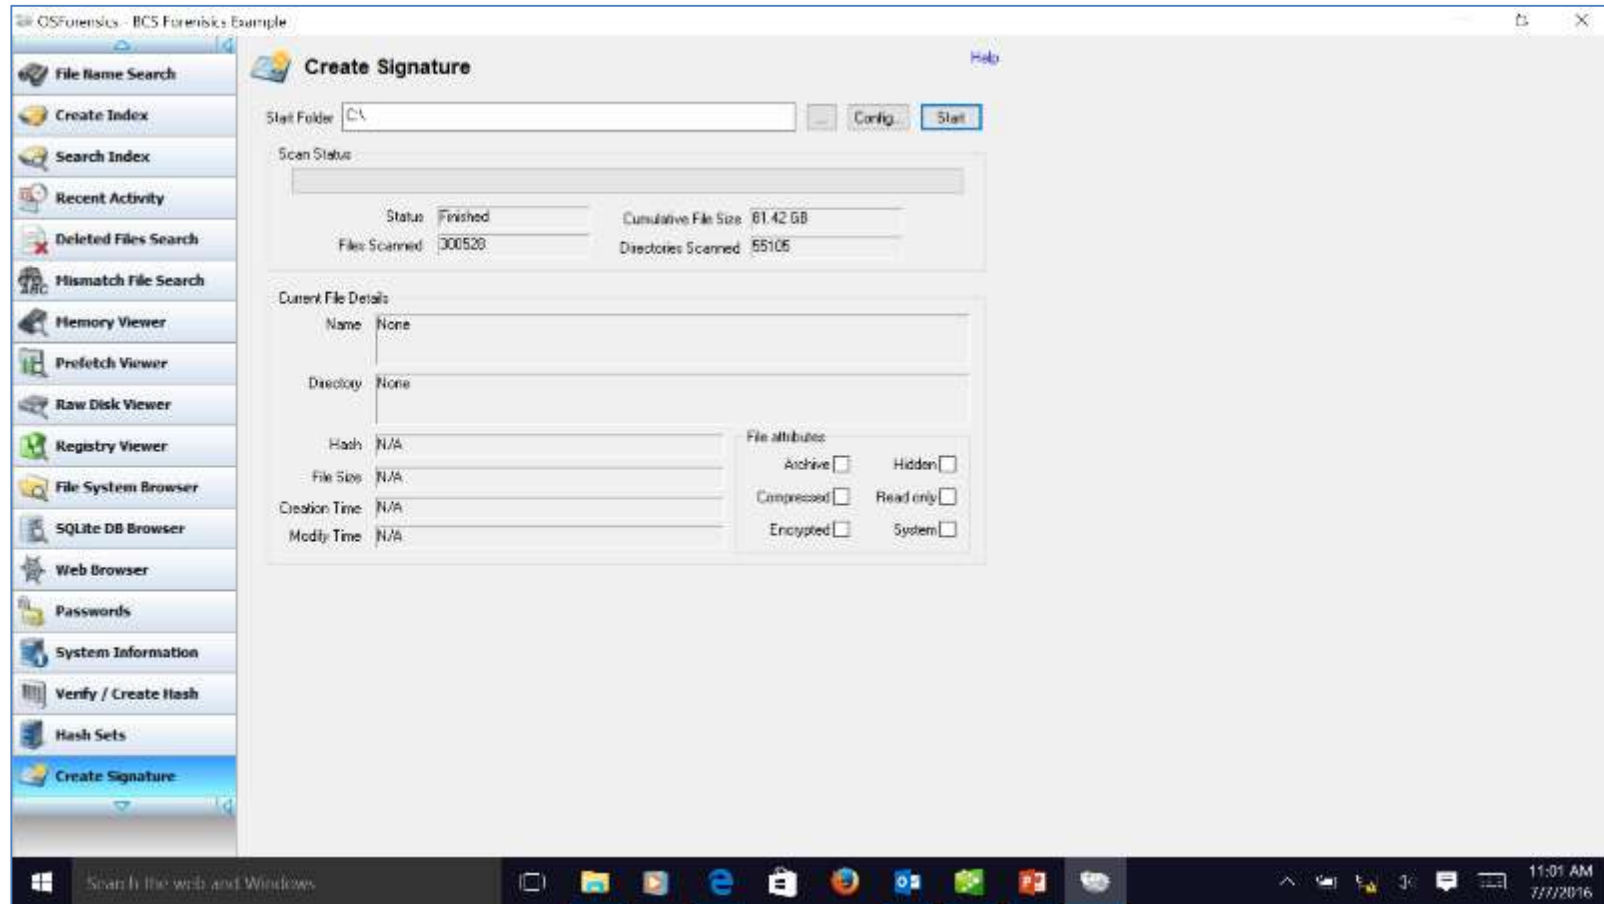 OSForensics - BCS Forenisics Example
File Name Search
Create Index
Search Index
Recent Activity
Deleted Files Search
Mismatch File Search
Memory Viewer
Prefetch Viewer
Raw Disk Viewer
Registry Viewer
File System Browser
SQLite DB Browser
Web Browser
Passwords
System Information
Verify / Create Hash
Hash Sets
Create Signature
Create Signature
Help
Start Folder C:\ ... Config... Start
Scan Status
Status Finished Cumulative File Size 81.42 GB
Files Scanned 300528 Directories Scanned 55105
Current File Details
Name None
Directory None
Hash N/A
File Size N/A
Creation Time N/A
Modify Time N/A
File attributes
Archive Hidden
Compressed Read only
Encrypted System
Search the web and Windows
11:01 AM
7/7/2016